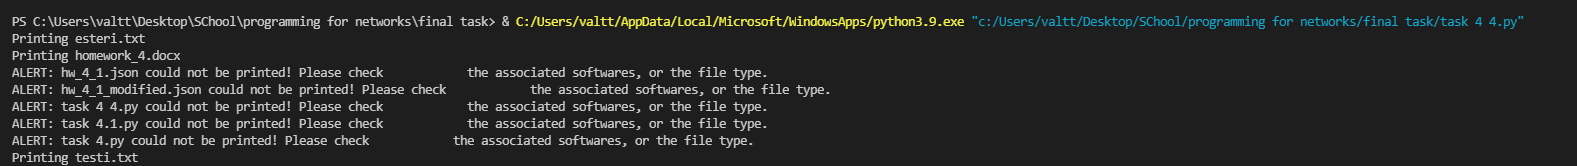 PS C:\Users\valtt\Desktop\SChool\programming for networks\final task> & C:/Users/valtt/AppData/Local/Microsoft/WindowsApps/python3.9.exe "c:/Users/valtt/Desktop/SChool/programming for networks/final task/task 4 4.py"
Printing esteri.txt
Printing homework_4.docx
ALERT: hw_4_1.json could not be printed! Please check            the associated softwares, or the file type.
ALERT: hw_4_1_modified.json could not be printed! Please check            the associated softwares, or the file type.
ALERT: task 4 4.py could not be printed! Please check            the associated softwares, or the file type.
ALERT: task 4.1.py could not be printed! Please check            the associated softwares, or the file type.
ALERT: task 4.py could not be printed! Please check            the associated softwares, or the file type.
Printing testi.txt